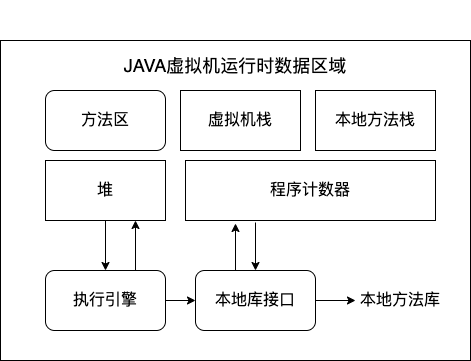 JAVA虚拟机运行时数据区域
方法区
虚拟机栈
本地方法栈
堆
程序计数器
执行引擎
本地库接口
本地方法库